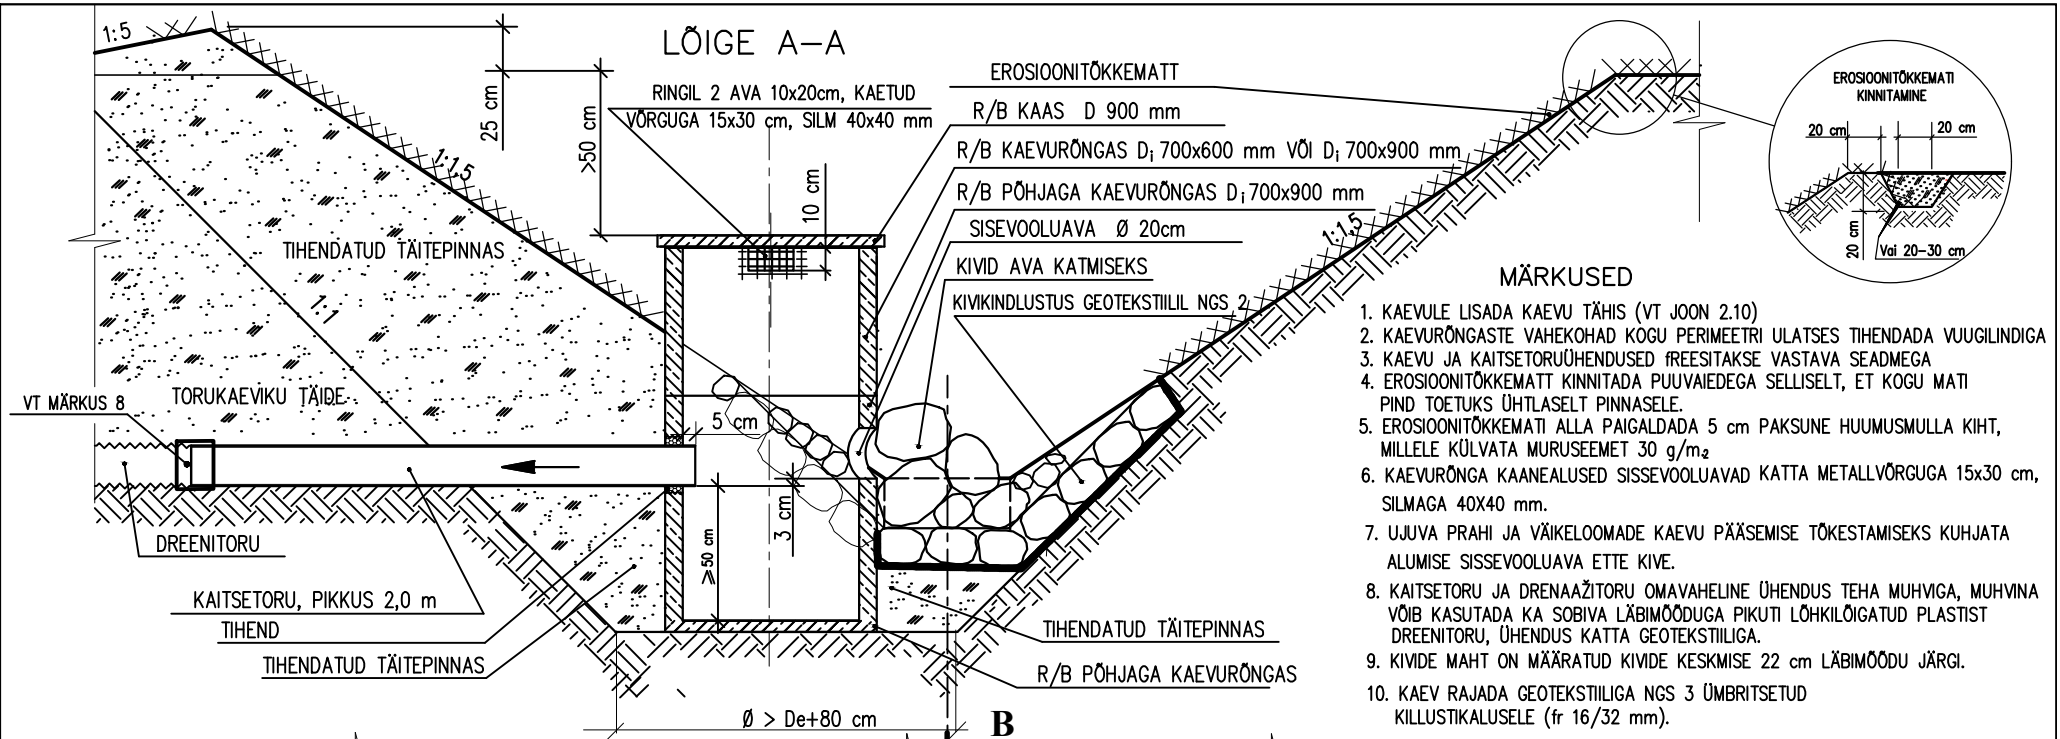 LÕIGE A-A
1:5
25 cm
>50 cm
RINGIL 2 AVA 10x20cm, KAETUD
VÕRGUGA 15x30 cm, SILM 40x40 mm
1:1,5
10 cm
TIHENDATUD TÄITEPINNAS
1:1
TORUKAEVIKU TÄIDE
VT MÄRKUS 8
5 cm
3 cm
≥50 cm
DREENITORU
KAITSETORU, PIKKUS 2,0 m
TIHEND
TIHENDATUD TÄITEPINNAS
Ø > De+80 cm
B
EROSIOONITÕKKEMATT
R/B KAAS D 900 mm
R/B KAEVURÕNGAS Di 700x600 mm VÕI Di 700x900 mm
R/B PÕHJAGA KAEVURÕNGAS Di 700x900 mm
SISEVOOLUAVA Ø 20cm
KIVID AVA KATMISEKS
KIVIKINDLUSTUS GEOTEKSTIILIL NGS 2
1:1,5
TIHENDATUD TÄITEPINNAS
R/B PÕHJAGA KAEVURÕNGAS
EROSIOONITÕKKEMATI
KINNITAMINE
20 cm
20 cm
20 cm
Vai 20-30 cm
MÄRKUSED
1. KAEVULE LISADA KAEVU TÄHIS (VT JOON 2.10)
2. KAEVURÕNGASTE VAHEKOHAD KOGU PERIMEETRI ULATSES TIHENDADA VUUGILINDIGA
3. KAEVU JA KAITSETORUÜHENDUSED fREESITAKSE VASTAVA SEADMEGA
4. EROSIOONITÕKKEMATT KINNITADA PUUVAIEDEGA SELLISELT, ET KOGU MATI
PIND TOETUKS ÜHTLASELT PINNASELE.
5. EROSIOONITÕKKEMATI ALLA PAIGALDADA 5 cm PAKSUNE HUUMUSMULLA KIHT,
MILLELE KÜLVATA MURUSEEMET 30 g/m2
6. KAEVURÕNGA KAANEALUSED SISSEVOOLUAVAD KATTA METALLVÕRGUGA 15x30 cm,
SILMAGA 40X40 mm.
7. UJUVA PRAHI JA VÄIKELOOMADE KAEVU PÄÄSEMISE TÕKESTAMISEKS KUHJATA
ALUMISE SISSEVOOLUAVA ETTE KIVE.
8. KAITSETORU JA DRENAAŽITORU OMAVAHELINE ÜHENDUS TEHA MUHVIGA, MUHVINA
VÕIB KASUTADA KA SOBIVA LÄBIMÕÕDUGA PIKUTI LÕHKILÕIGATUD PLASTIST
DREENITORU, ÜHENDUS KATTA GEOTEKSTIILIGA.
9. KIVIDE MAHT ON MÄÄRATUD KIVIDE KESKMISE 22 cm LÄBIMÕÕDU JÄRGI.
10. KAEV RAJADA GEOTEKSTIILIGA NGS 3 ÜMBRITSETUD
KILLUSTIKALUSELE (fr 16/32 mm).